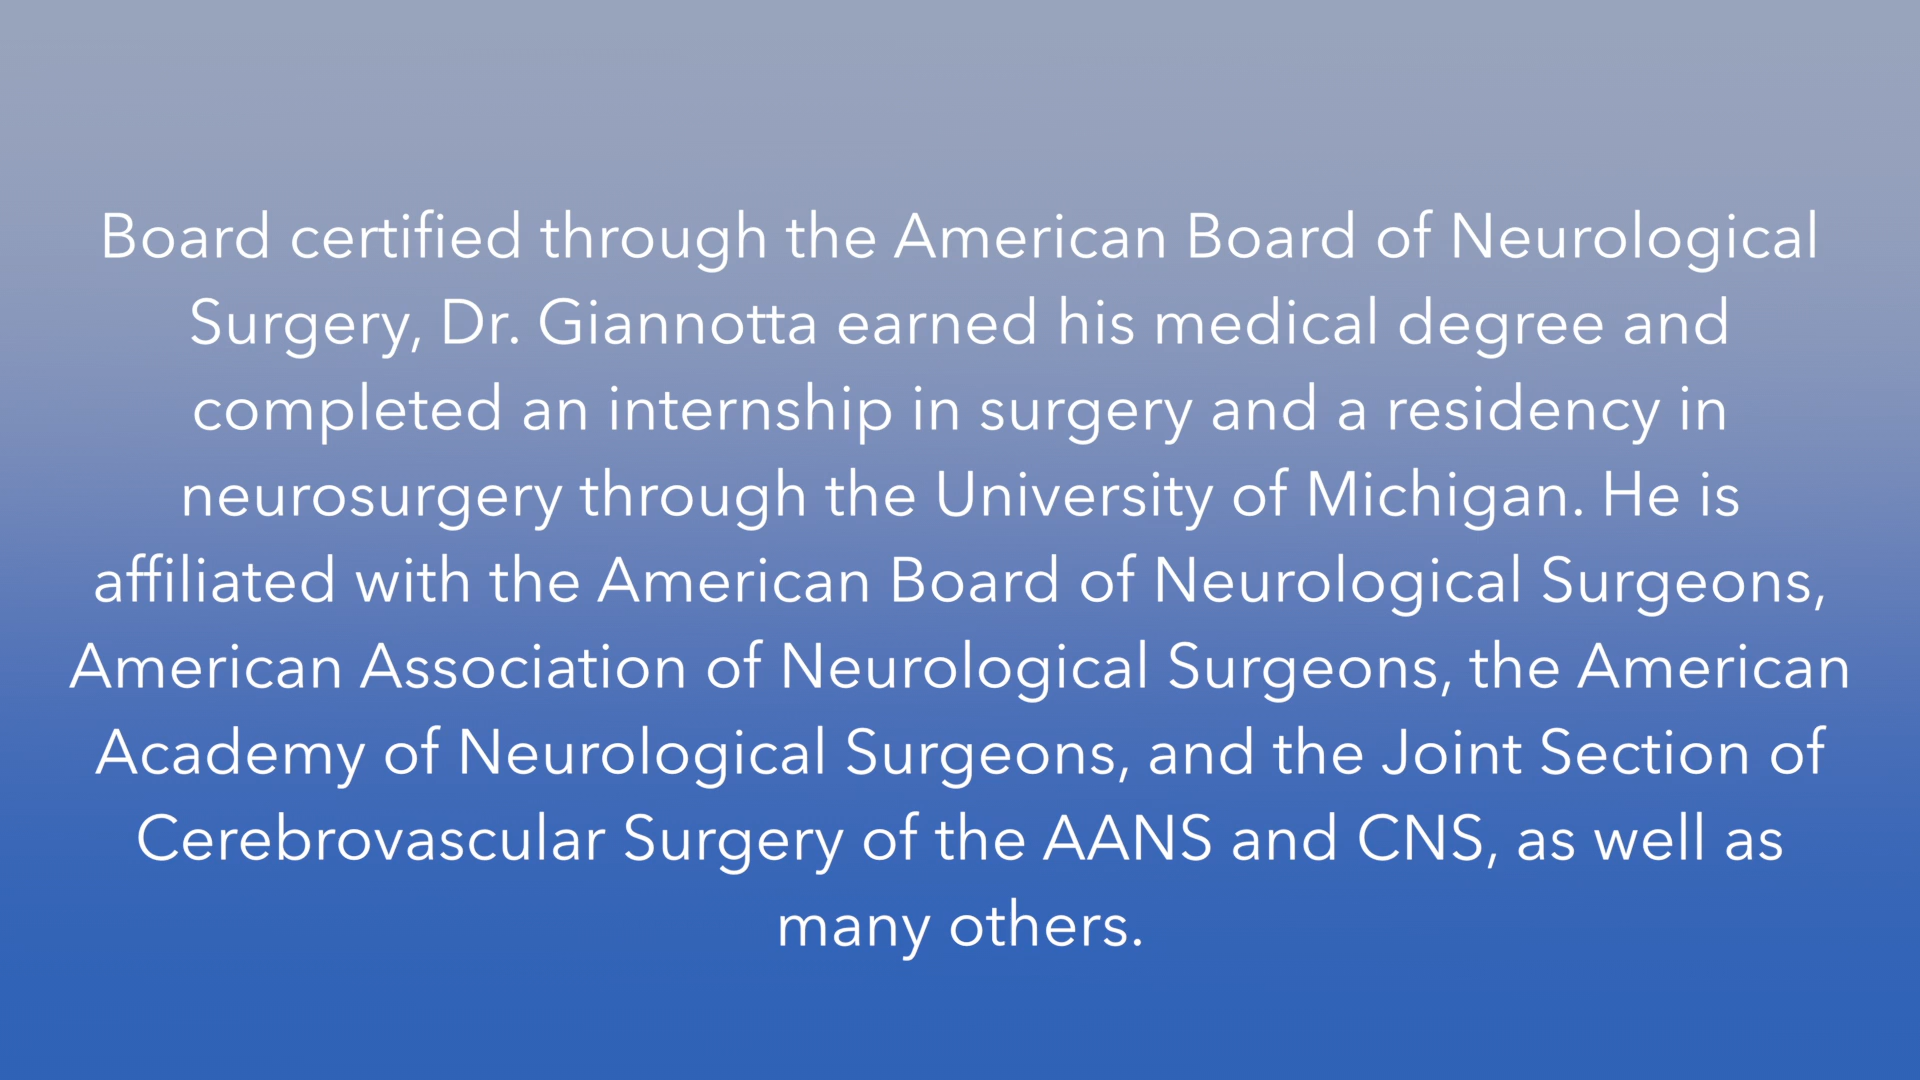 Board certified through the American Board of Neurological
Surgery, Dr. Giannotta earned his medical degree and
completed an internship in surgery and a residency in
neurosurgery through the University of Michigan. He is
affiliated with the American Board of Neurological Surgeons,
American Association of Neurological Surgeons, the American
Academy of Neurological Surgeons, and the Joint Section of
Cerebrovascular Surgery of the AANS and CNS, as well as
many others.